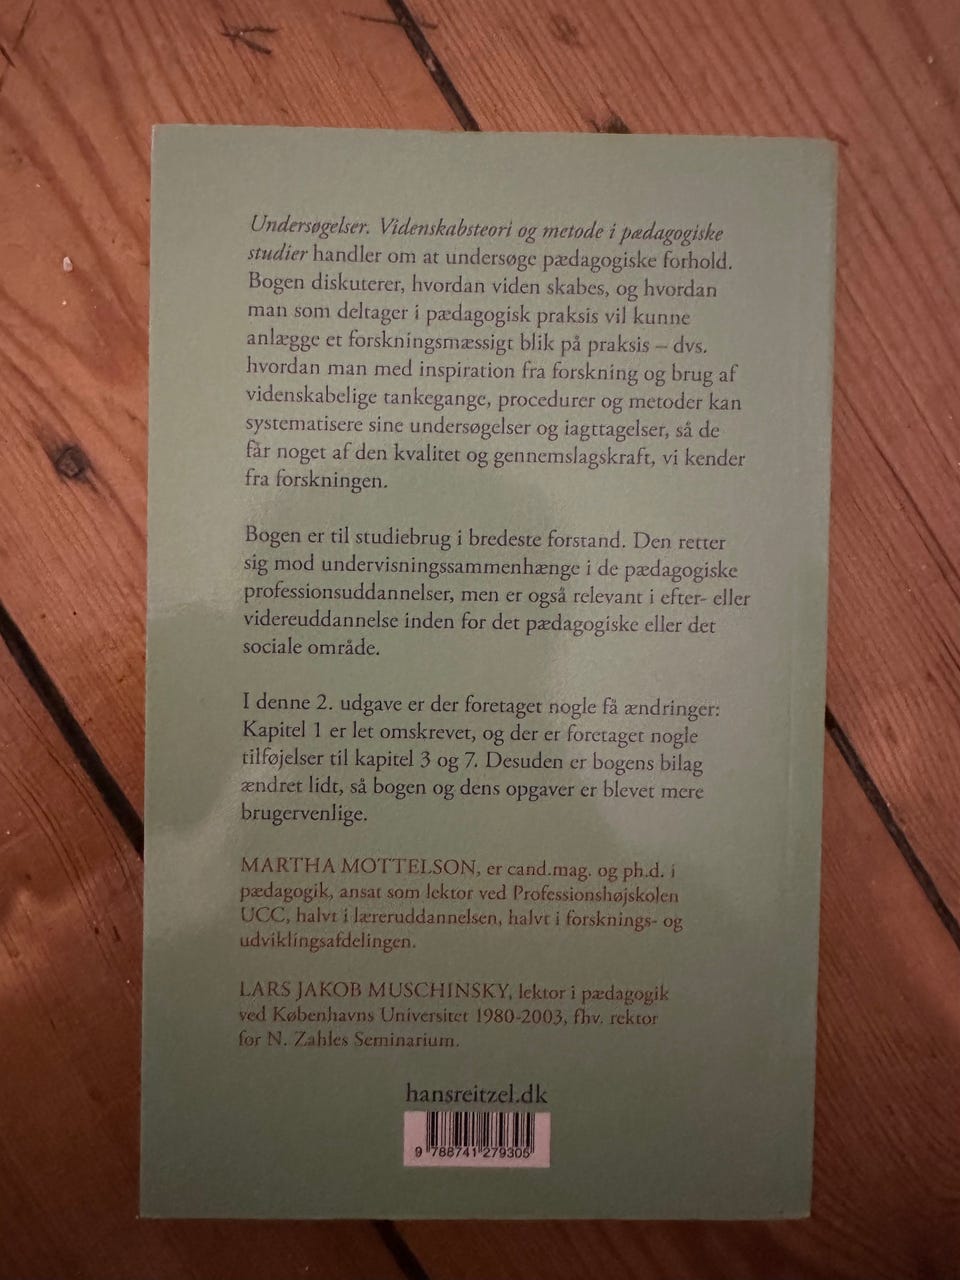 Undersøgelser. Videnskabsteori og metode i pædagogiske
studier handler om at undersøge pædagogiske forhold.
Bogen diskuterer, hvordan viden skabes, og hvordan
man som deltager i pædagogisk praksis vil kunne
anlægge et forskningsmæssigt blik på praksis – dvs.
hvordan man med inspiration fra forskning og brug af
videnskabelige tankegange, procedurer og metoder kan
systematisere sine undersøgelser og iagttagelser, så de
får noget af den kvalitet og gennemslagskraft, vi kender
fra forskningen.
Bogen er til studiebrug i bredeste forstand. Den retter
sig mod undervisningssammenhænge i de pædagogiske
professionsuddannelser, men er også relevant i efter- eller
videreuddannelse inden for det pædagogiske eller det
sociale område.
I denne 2. udgave er der foretaget nogle få ændringer:
Kapitel 1 er let omskrevet, og der er foretaget nogle
tilføjelser til kapitel 3 og 7. Desuden er bogens bilag
ændret lidt, så bogen og dens opgaver er blevet mere
brugervenlige.
MARTHA MOTTELSON, er cand.mag. og ph.d. i
pædagogik, ansat som lektor ved Professionshøjskolen
UCC, halvt i læreruddannelsen, halvt i forsknings- og
udviklingsafdelingen.
LARS JAKOB MUSCHINSKY, lektor i pædagogik
ved Københavns Universitet 1980-2003, fhv. rektor
for N. Zahles Seminarium.
hansreitzel.dk
9 788741 279305